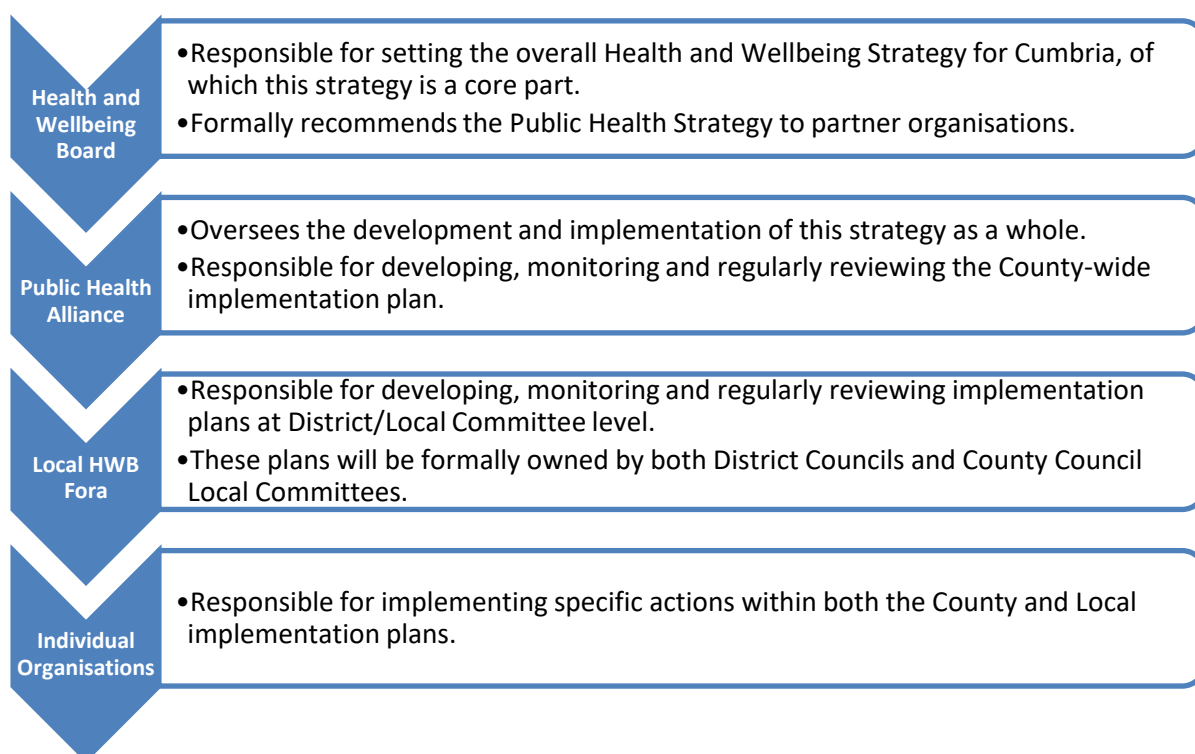 Health and
Wellbeing
Board
•Responsible for setting the overall Health and Wellbeing Strategy for Cumbria, of
which this strategy is a core part.
•Formally recommends the Public Health Strategy to partner organisations.
Public Health
Alliance
•Oversees the development and implementation of this strategy as a whole.
•Responsible for developing, monitoring and regularly reviewing the County-wide
implementation plan.
Local HWB
Fora
•Responsible for developing, monitoring and regularly reviewing implementation
plans at District/Local Committee level.
•These plans will be formally owned by both District Councils and County Council
Local Committees.
Individual
Organisations
•Responsible for implementing specific actions within both the County and Local
implementation plans.